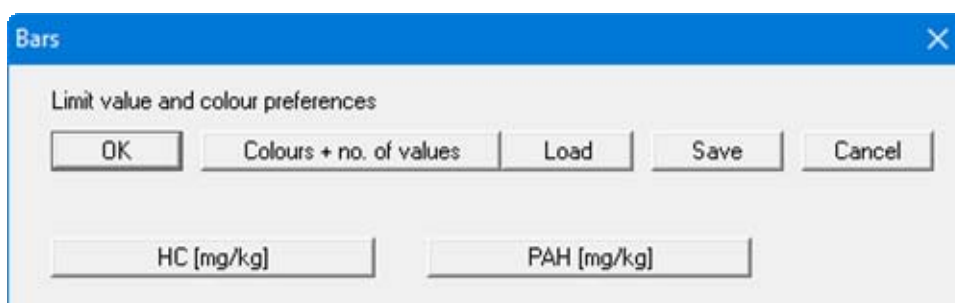 Bars
Limit value and colour preferences
OK Colours + no. of values Load Save Cancel
HC [mg/kg] PAH [mg/kg]